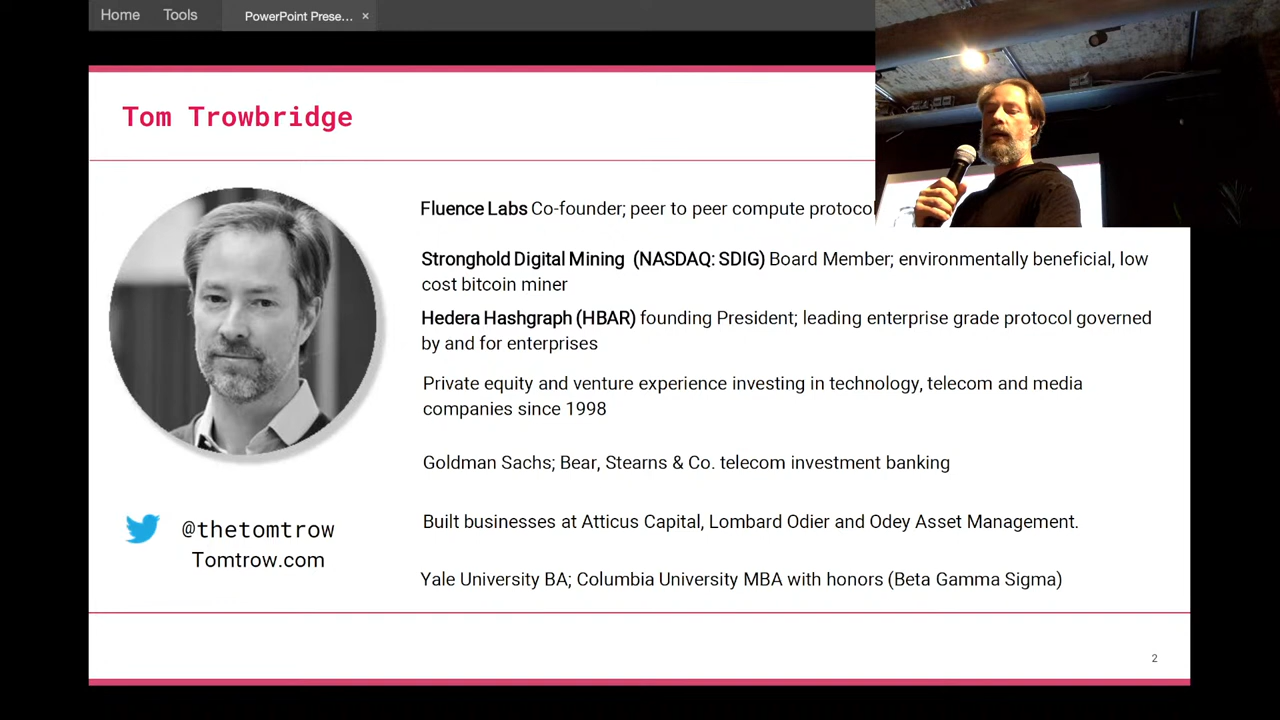 Home Tools PowerPoint Prese... ×
Tom Trowbridge
Fluence Labs Co-founder; peer to peer compute
Stronghold Digital Mining (NASDAQ: SDIG) Board Member; environmentally beneficial, low
cost bitcoin miner
Hedera Hashgraph (HBAR) founding President; leading enterprise grade protocol governed
by and for enterprises
Private equity and venture experience investing in technology, telecom and media
companies since 1998
Goldman Sachs; Bear, Stearns & Co. telecom investment banking
@thetomtrow
Tomtrow.com
Built businesses at Atticus Capital, Lombard Odier and Odey Asset Management.
Yale University BA; Columbia University MBA with honors (Beta Gamma Sigma)
2